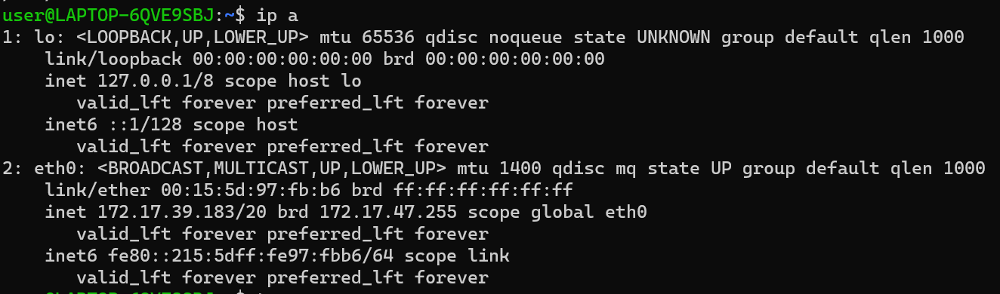 user@LAPTOP-6QVE9SBJ:~$ ip a
1: lo: <LOOPBACK,UP,LOWER_UP> mtu 65536 qdisc noqueue state UNKNOWN group default qlen 1000
    link/loopback 00:00:00:00:00:00 brd 00:00:00:00:00:00
    inet 127.0.0.1/8 scope host lo
       valid_lft forever preferred_lft forever
    inet6 ::1/128 scope host
       valid_lft forever preferred_lft forever
2: eth0: <BROADCAST,MULTICAST,UP,LOWER_UP> mtu 1400 qdisc mq state UP group default qlen 1000
    link/ether 00:15:5d:97:fb:b6 brd ff:ff:ff:ff:ff:ff
    inet 172.17.39.183/20 brd 172.17.47.255 scope global eth0
       valid_lft forever preferred_lft forever
    inet6 fe80::215:5dff:fe97:fbb6/64 scope link
       valid_lft forever preferred_lft forever